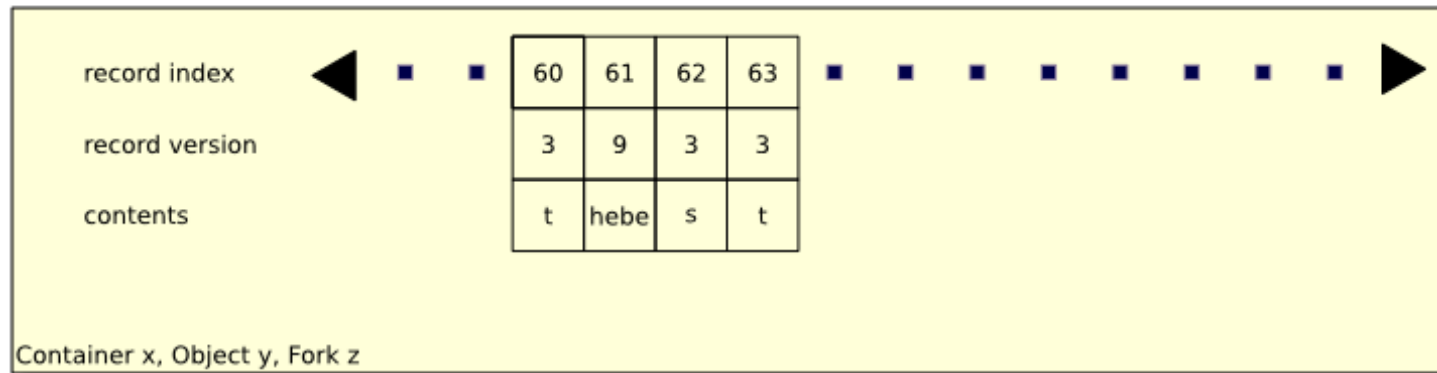 record index 60 61 62 63
record version 3 9 3 3
contents t hebe s t
Container x, Object y, Fork z